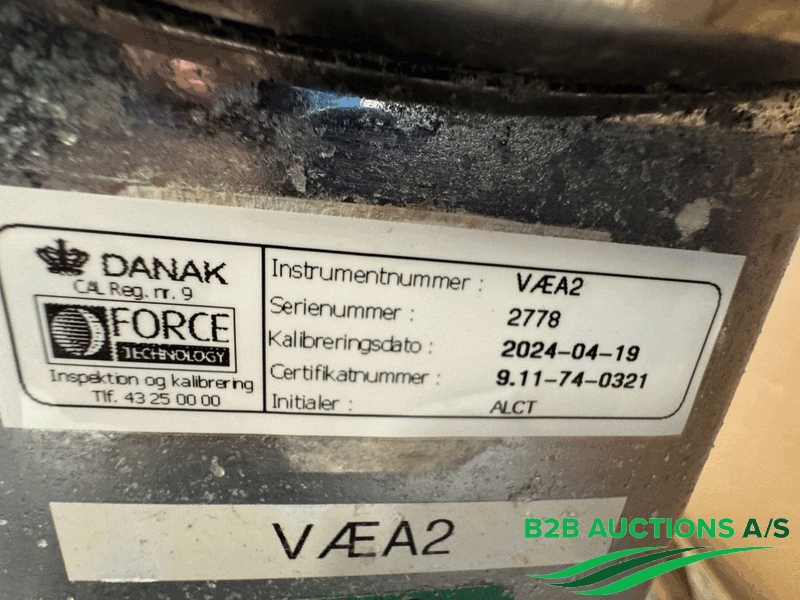 DANAK
CAL Reg. nr. 9
FORCE
TECHNOLOGY
Inspektion og kalibrering
Tlf. 43 25 00 00
Instrumentnummer : VÆA2
Serienummer : 2778
Kalibreringsdato : 2024-04-19
Certifikatnummer : 9.11-74-0321
Initialer : ALCT
VÆA2
B2B AUCTIONS A/S